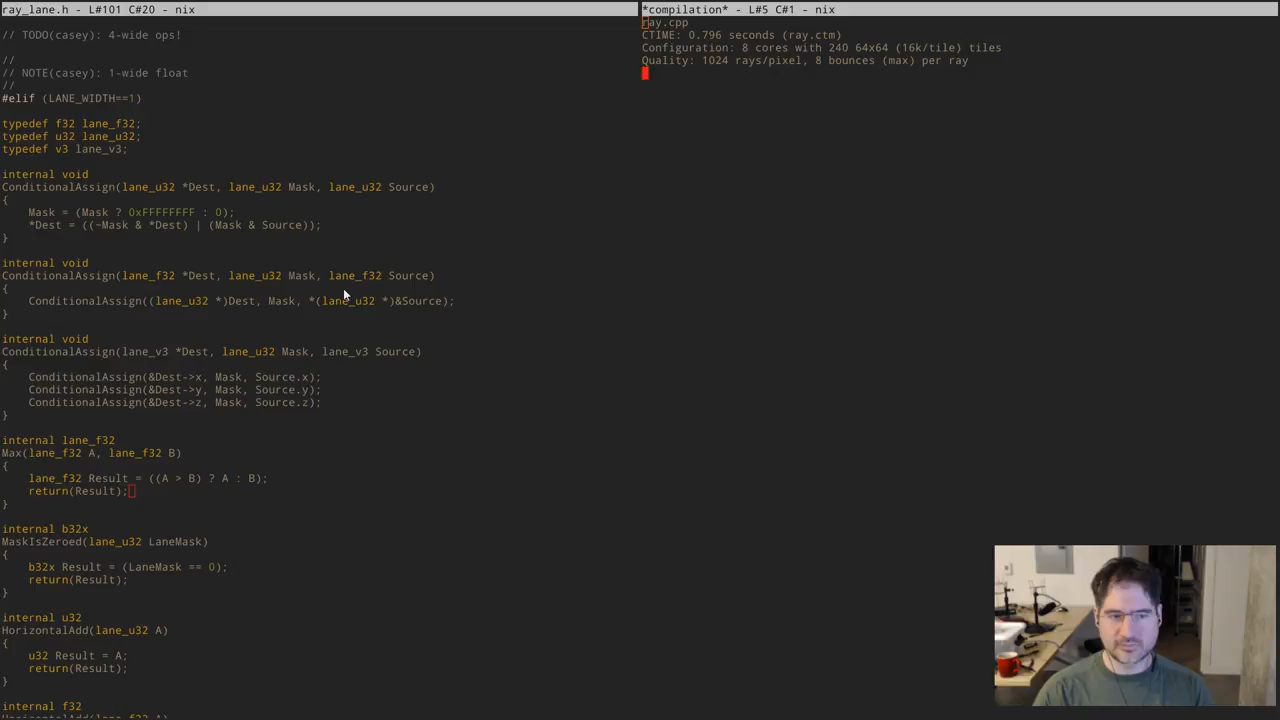 ray_lane.h - L#101 C#20 - nix
// TODO(casey): 4-wide ops!
//
// NOTE(casey): 1-wide float
//
#elif (LANE_WIDTH==1)
typedef f32 lane_f32;
typedef u32 lane_u32;
typedef v3 lane_v3;
internal void
ConditionalAssign(lane_u32 *Dest, lane_u32 Mask, lane_u32 Source)
{
Mask = (Mask ? 0xFFFFFFFF : 0);
*Dest = ((~Mask & *Dest) | (Mask & Source));
}
internal void
ConditionalAssign(lane_f32 *Dest, lane_u32 Mask, lane_f32 Source)
{
ConditionalAssign((lane_u32 *)Dest, Mask, *(lane_u32 *)&Source);
}
internal void
ConditionalAssign(lane_v3 *Dest, lane_u32 Mask, lane_v3 Source)
{
ConditionalAssign(&Dest->x, Mask, Source.x);
ConditionalAssign(&Dest->y, Mask, Source.y);
ConditionalAssign(&Dest->z, Mask, Source.z);
}
internal lane_f32
Max(lane_f32 A, lane_f32 B)
{
lane_f32 Result = ((A > B) ? A : B);
return(Result);
}
internal b32x
MaskIsZeroed(lane_u32 LaneMask)
{
b32x Result = (LaneMask == 0);
return(Result);
}
internal u32
HorizontalAdd(lane_u32 A)
{
u32 Result = A;
return(Result);
}
internal f32
HorizontalAdd(lane_f32 A)
*compilation* - L#5 C#1 - nix
ray.cpp
CTIME: 0.796 seconds (ray.ctm)
Configuration: 8 cores with 240 64x64 (16k/tile) tiles
Quality: 1024 rays/pixel, 8 bounces (max) per ray